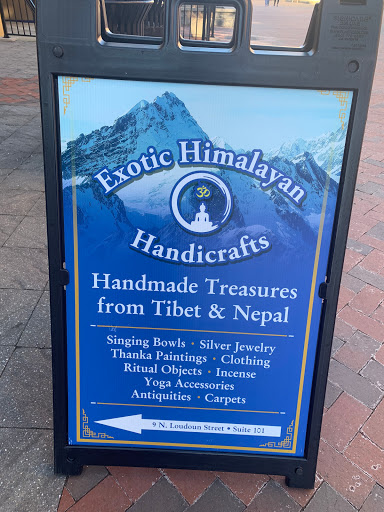 Exotic Himalayan
ॐ
Handicrafts
Handmade Treasures
from Tibet & Nepal
Singing Bowls • Silver Jewelry
Thanka Paintings • Clothing
Ritual Objects • Incense
Yoga Accessories
Antiquities • Carpets
9 N. Loudoun Street • Suite 101